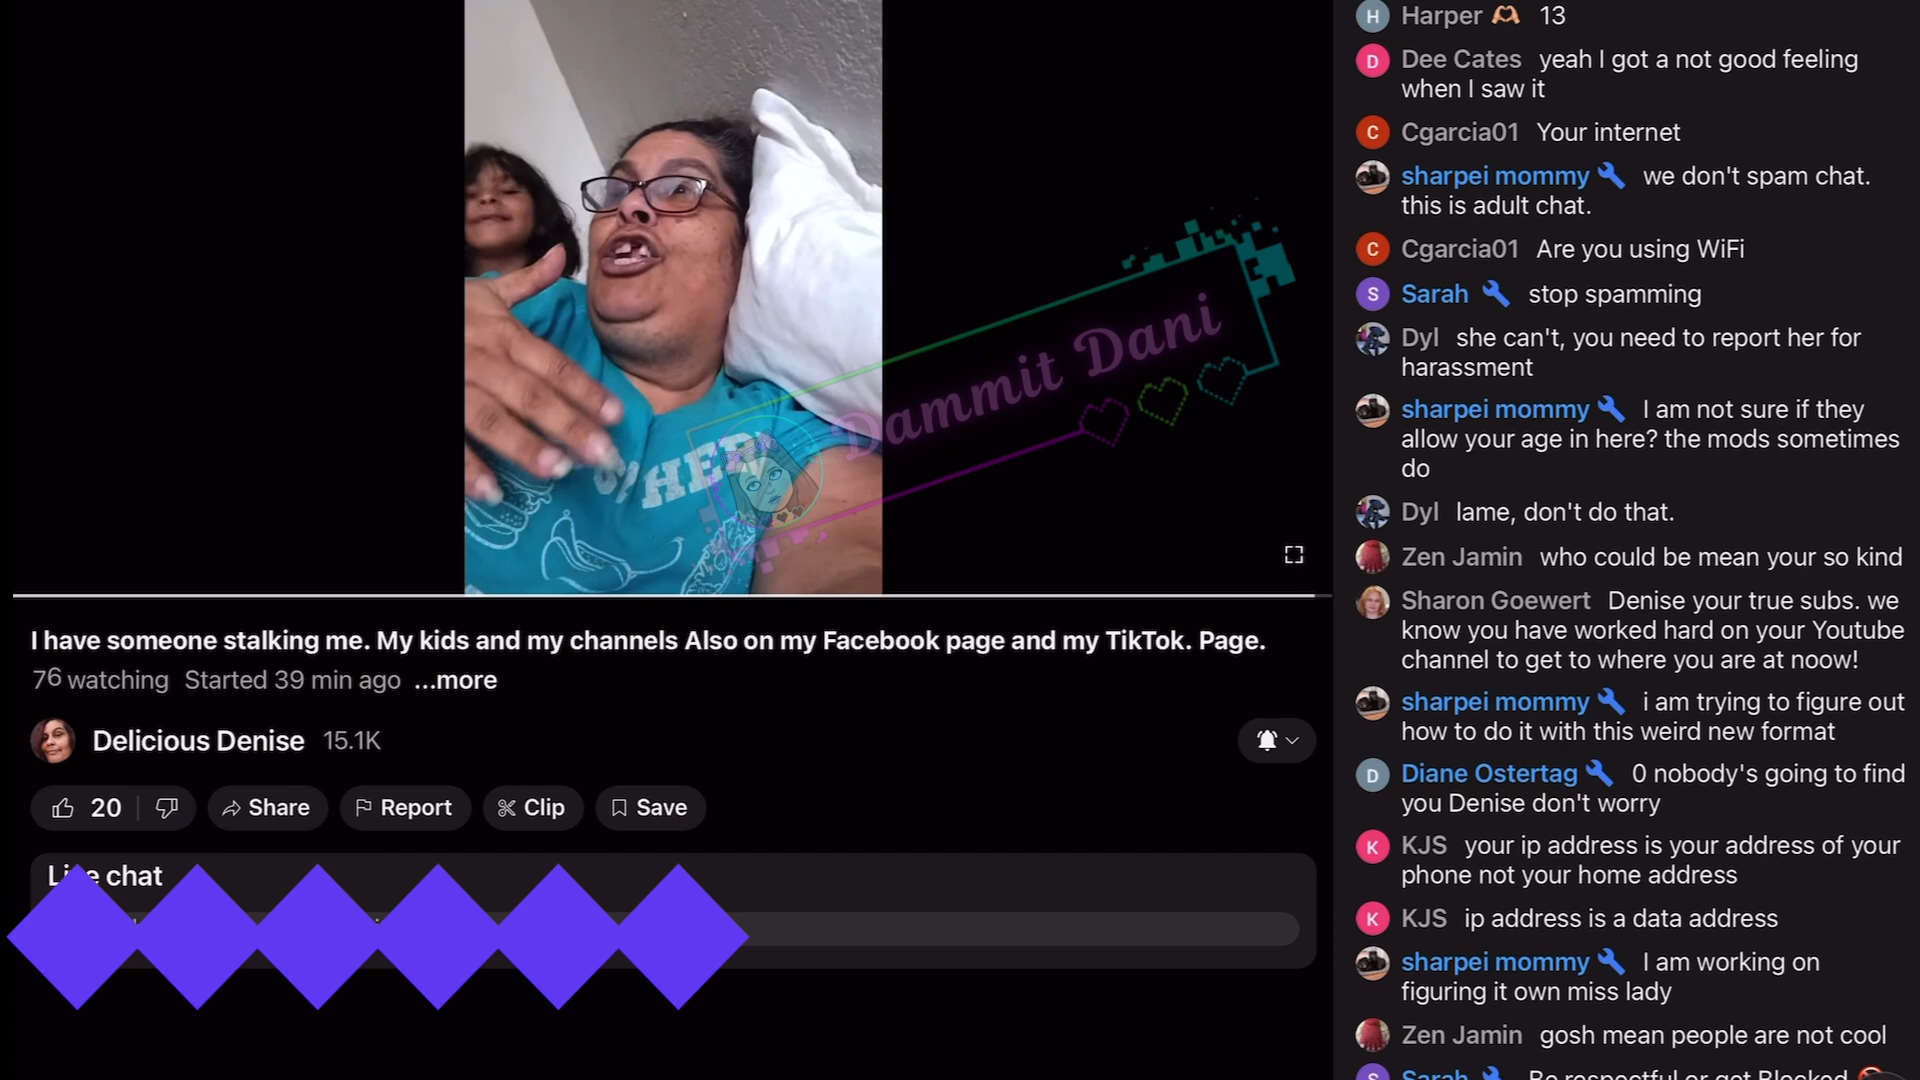 Dammit Dani
I have someone stalking me. My kids and my channels Also on my Facebook page and my TikTok. Page.
76 watching Started 39 min ago ...more
Delicious Denise 15.1K
20 Share Report Clip Save
chat
Harper 13
Dee Cates yeah I got a not good feeling
when I saw it
Cgarcia01 Your internet
sharpei mommy we don't spam chat.
this is adult chat.
Cgarcia01 Are you using WiFi
Sarah stop spamming
Dyl she can't, you need to report her for
harassment
sharpei mommy I am not sure if they
allow your age in here? the mods sometimes
do
Dyl lame, don't do that.
Zen Jamin who could be mean your so kind
Sharon Goewert Denise your true subs. we
know you have worked hard on your Youtube
channel to get to where you are at noow!
sharpei mommy i am trying to figure out
how to do it with this weird new format
Diane Ostertag 0 nobody's going to find
you Denise don't worry
KJS your ip address is your address of your
phone not your home address
KJS ip address is a data address
sharpei mommy I am working on
figuring it own miss lady
Zen Jamin gosh mean people are not cool
Sarah Be respectful or get Blocked